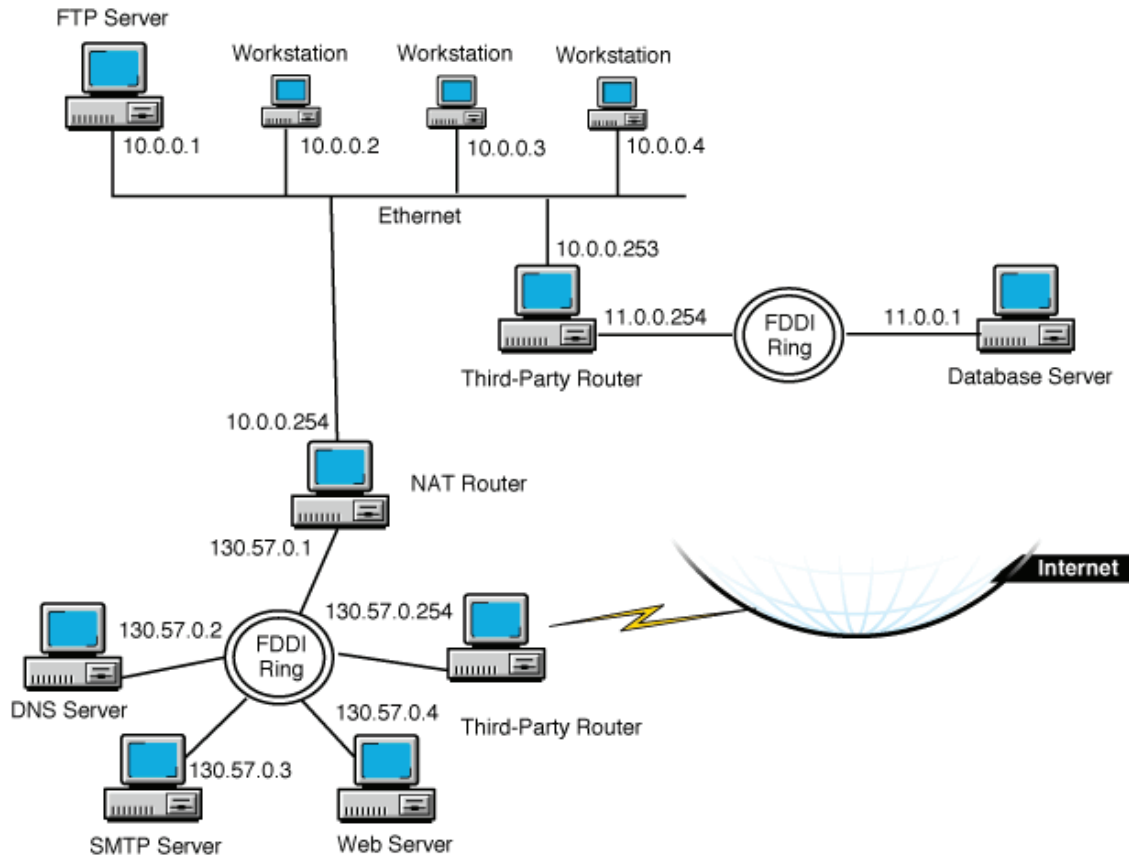 FTP Server
Workstation
Workstation
Workstation
10.0.0.1
10.0.0.2
10.0.0.3
10.0.0.4
Ethernet
10.0.0.253
11.0.0.254
FDDI
Ring
11.0.0.1
Third-Party Router
Database Server
10.0.0.254
NAT Router
130.57.0.1
Internet
130.57.0.2
FDDI
Ring
130.57.0.254
DNS Server
130.57.0.4
Third-Party Router
130.57.0.3
SMTP Server
Web Server